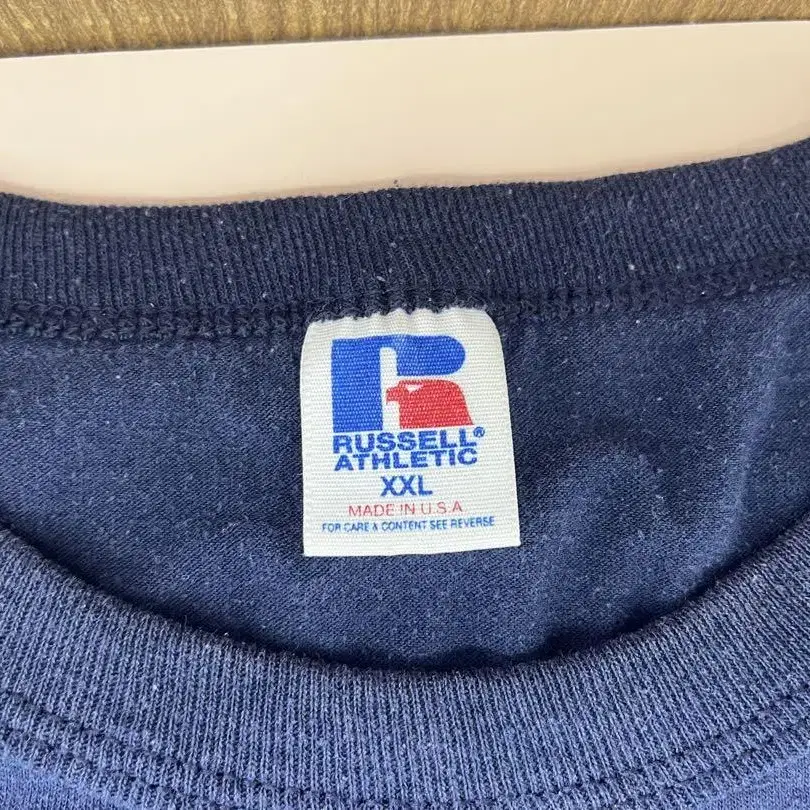 RUSSELL®
ATHLETIC
XXL
MADE IN U.S.A
FOR CARE & CONTENT SEE REVERSE